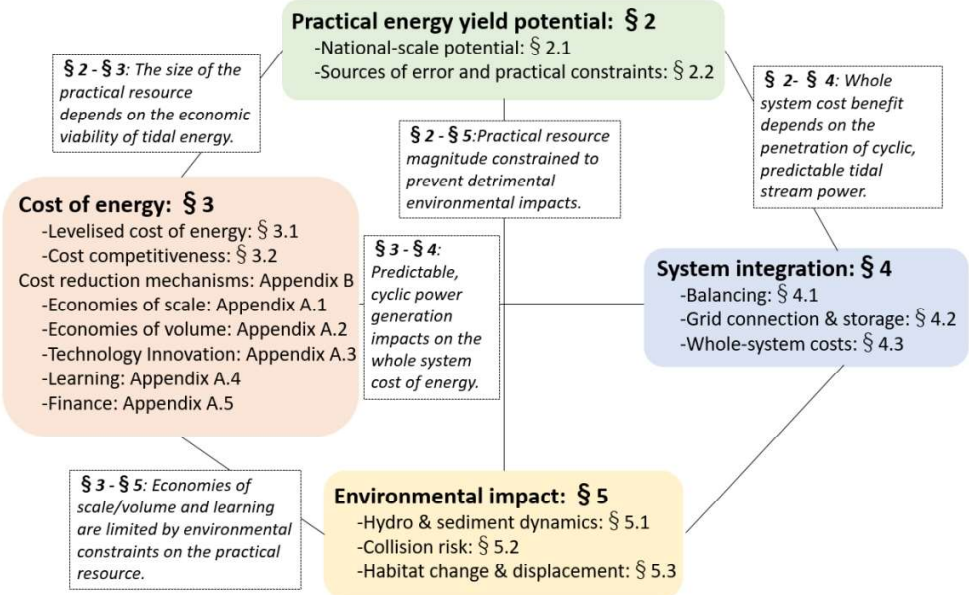 Practical energy yield potential: § 2
-National-scale potential: § 2.1
-Sources of error and practical constraints: § 2.2
§ 2 - § 3: The size of the
practical resource
depends on the economic
viability of tidal energy.
§ 2- § 4: Whole
system cost benefit
depends on the
penetration of cyclic,
predictable tidal
stream power.
§ 2 - § 5:Practical resource
magnitude constrained to
prevent detrimental
environmental impacts.
Cost of energy: § 3
-Levelised cost of energy: § 3.1
-Cost competitiveness: § 3.2
Cost reduction mechanisms: Appendix B
-Economies of scale: Appendix A.1
-Economies of volume: Appendix A.2
-Technology Innovation: Appendix A.3
-Learning: Appendix A.4
-Finance: Appendix A.5
§ 3 - § 4:
Predictable,
cyclic power
generation
impacts on the
whole system
cost of energy.
System integration: § 4
-Balancing: § 4.1
-Grid connection & storage: § 4.2
-Whole-system costs: § 4.3
§ 3 - § 5: Economies of
scale/volume and learning
are limited by environmental
constraints on the practical
resource.
Environmental impact: § 5
-Hydro & sediment dynamics: § 5.1
-Collision risk: § 5.2
-Habitat change & displacement: § 5.3